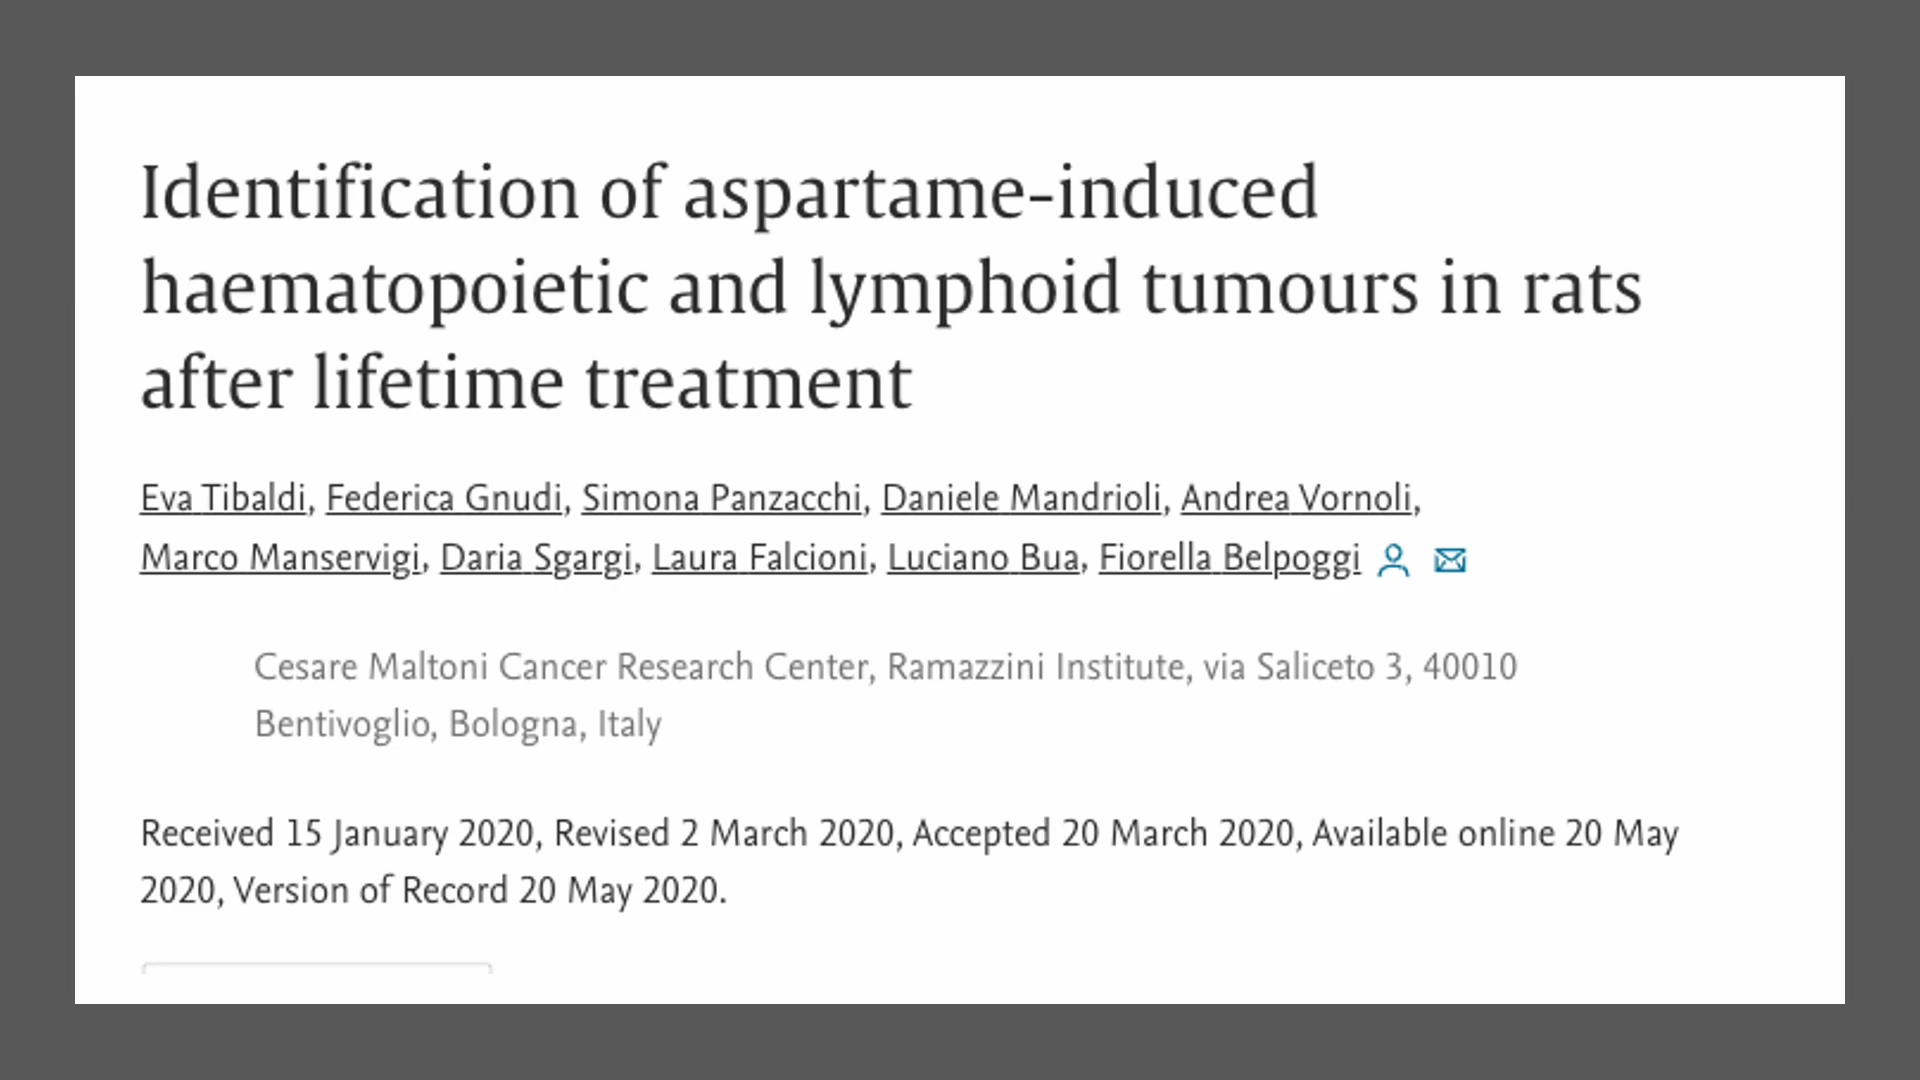 Identification of aspartame-induced
haematopoietic and lymphoid tumours in rats
after lifetime treatment
Eva Tibaldi, Federica Gnudi, Simona Panzacchi, Daniele Mandrioli, Andrea Vornoli,
Marco Manservigi, Daria Sgargi, Laura Falcioni, Luciano Bua, Fiorella Belpoggi
Cesare Maltoni Cancer Research Center, Ramazzini Institute, via Saliceto 3, 40010
Bentivoglio, Bologna, Italy
Received 15 January 2020, Revised 2 March 2020, Accepted 20 March 2020, Available online 20 May
2020, Version of Record 20 May 2020.